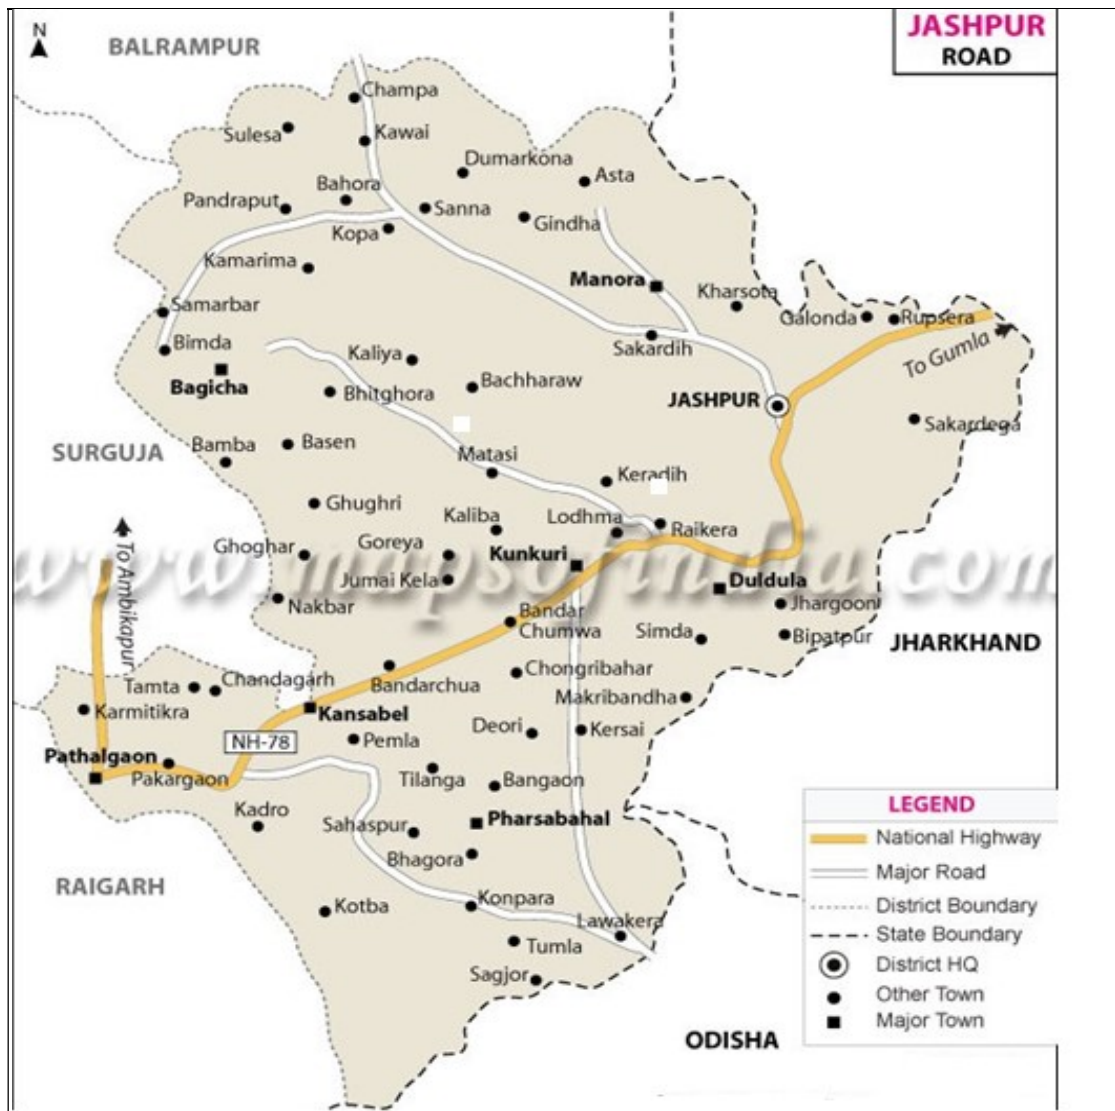 JASHPUR
ROAD
N
BALRAMPUR
Champa
Sulesa
Kawai
Dumarkona
Asta
Bahora
Pandraput
Sanna
Gindha
Kopa
Kamarima
Manora
Kharsota
Samarbar
Galonda
Rupsera
To Gumla
Bimda
Kaliya
Sakardih
Bagicha
Bhitghora
Bachharaw
JASHPUR
Sakardega
SURGUJA
Bamba
Basen
Matasi
Keradih
Ghughri
Kaliba
Lodhma
Raikera
Ghoghar
Goreya
Kunkuri
www.mapsofindia.com
To Ambikapur
Jumai Kela
Duldula
Nakbar
Jhargoon
Bandar
Chumwa
Simda
Bipatpur
JHARKHAND
Tamta
Chandagarh
Bandarchua
Chongribahar
Makribandha
Karmitikra
Kansabel
Deori
Kersai
NH-78
Pemla
Pathalgaon
Pakargaon
Tilanga
Bangaon
Kadro
Sahaspur
Pharsabahal
Bhagora
RAIGARH
Kotba
Konpara
Lawakera
Tumla
Sagjor
ODISHA
LEGEND
National Highway
Major Road
District Boundary
State Boundary
District HQ
Other Town
Major Town